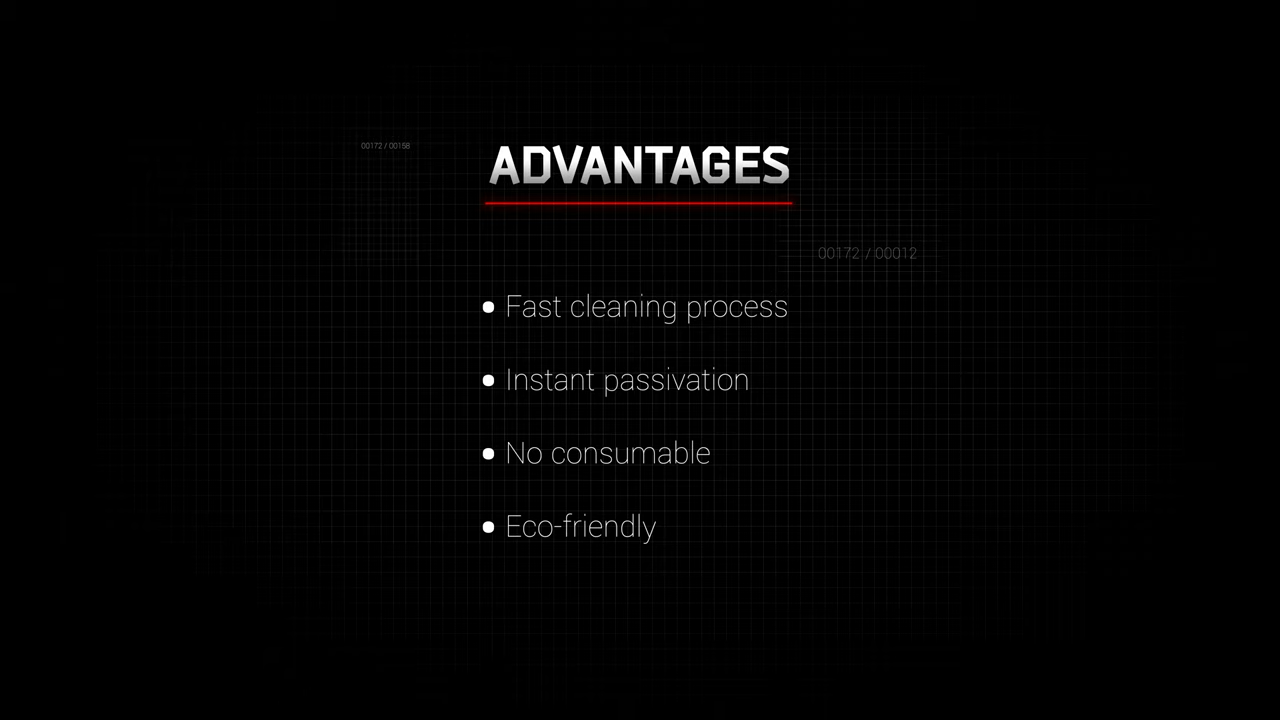 00172 / 00158
ADVANTAGES
00172 / 00012
• Fast cleaning process
• Instant passivation
• No consumable
• Eco-friendly